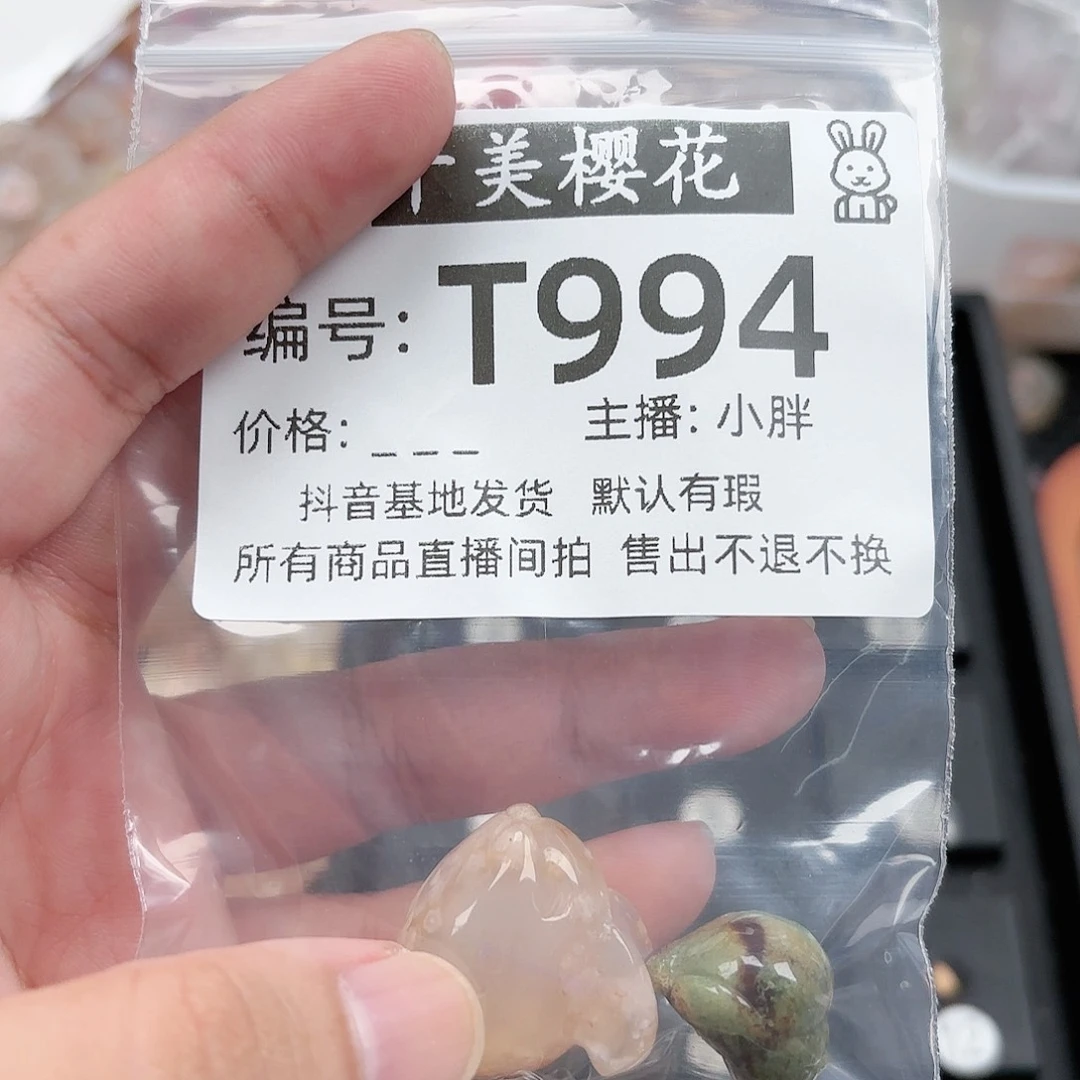 美樱花
编号: T994
价格: _ _ _ 主播: 小胖
抖音基地发货 默认有瑕
所有商品直播间拍 售出不退不换